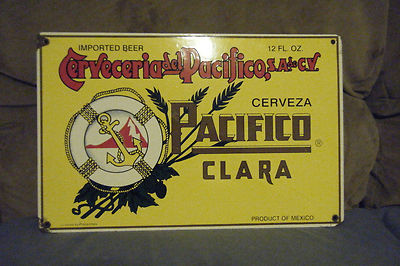 IMPORTED BEER 12 FL. OZ.
Cerveceria del Pacifico, S.A. de C.V.
CERVEZA
PACIFICO ®
CLARA
PRODUCT OF MEXICO